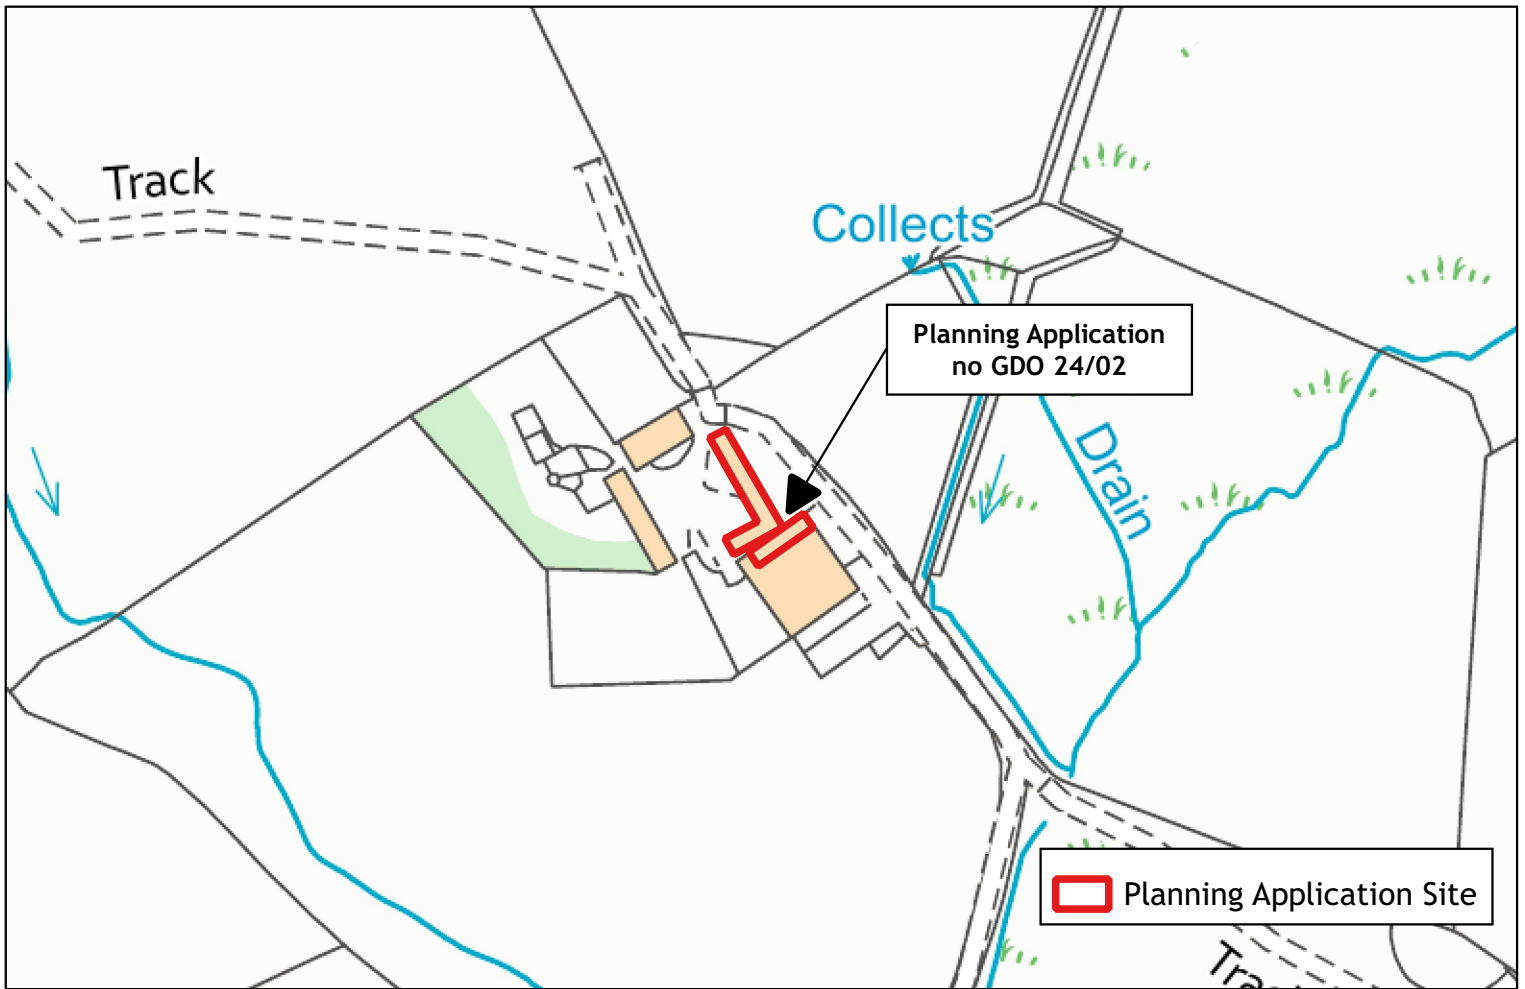 Track
Collects
Planning Application
no GDO 24/02
Drain
Planning Application Site